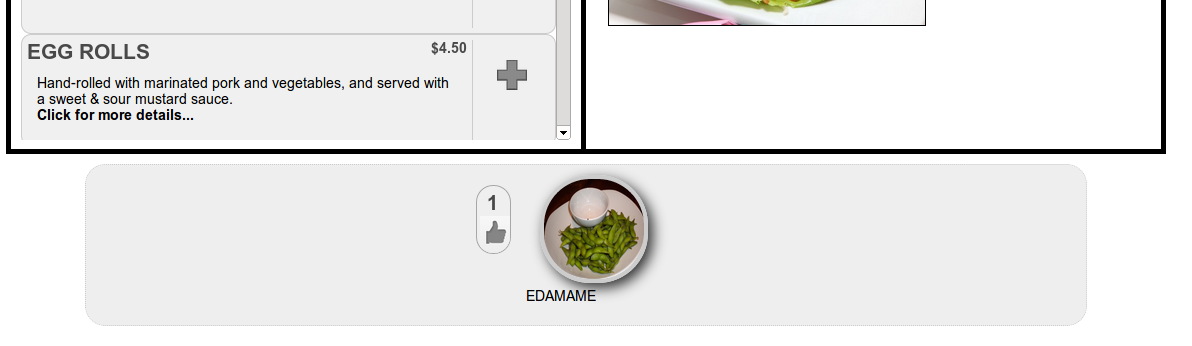 EGG ROLLS
$4.50
Hand-rolled with marinated pork and vegetables, and served with
a sweet & sour mustard sauce.
Click for more details...
1
EDAMAME